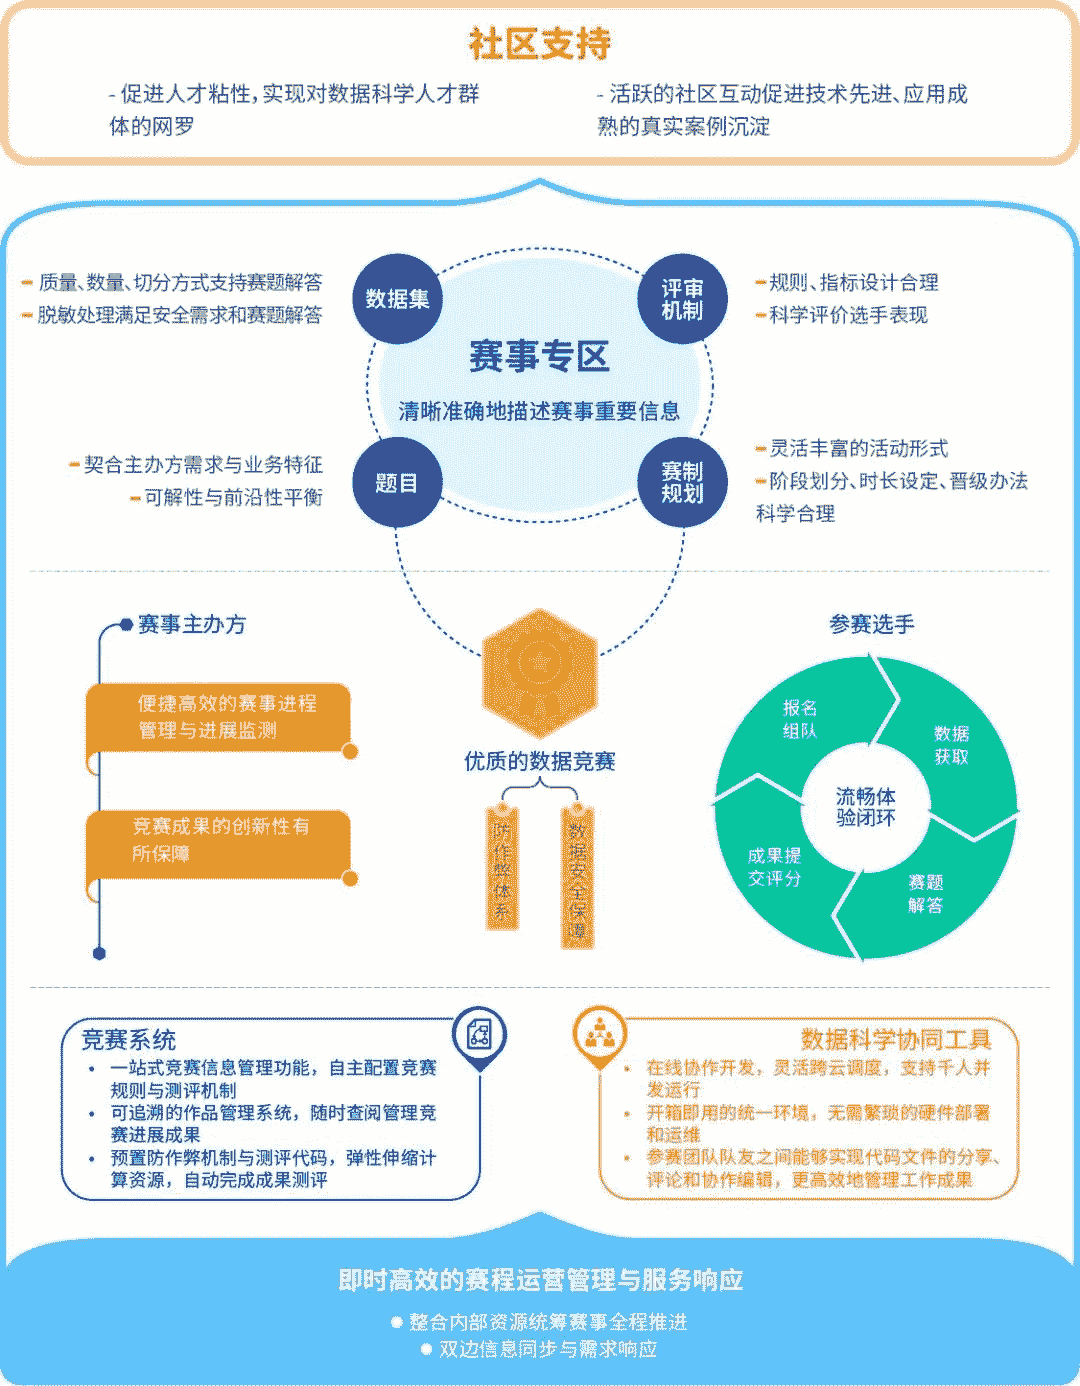 社区支持
- 促进人才粘性，实现对数据科学人才群
体的网罗
- 活跃的社区互动促进技术先进、应用成
熟的真实案例沉淀
质量、数量、切分方式支持赛题解答
脱敏处理满足安全需求和赛题解答
数据集
评审
机制
规则、指标设计合理
科学评价选手表现
赛事专区
清晰准确地描述赛事重要信息
契合主办方需求与业务特征
可解性与前沿性平衡
题目
赛制
规划
灵活丰富的活动形式
阶段划分、时长设定、晋级办法
科学合理
赛事主办方
便捷高效的赛事进程
管理与进展监测
竞赛成果的创新性有
所保障
优质的数据竞赛
防作弊体系
数据安全保障
参赛选手
报名
组队
数据
获取
流畅体
验闭环
成果提
交评分
赛题
解答
竞赛系统
• 一站式竞赛信息管理功能，自主配置竞赛
规则与测评机制
• 可追溯的作品管理系统，随时查阅管理竞
赛进展成果
• 预置防作弊机制与测评代码，弹性伸缩计
算资源，自动完成成果测评
数据科学协同工具
• 在线协作开发，灵活跨云调度，支持千人并
发运行
• 开箱即用的统一环境，无需繁琐的硬件部署
和运维
• 参赛团队队友之间能够实现代码文件的分享、
评论和协作编辑，更高效地管理工作成果
即时高效的赛程运营管理与服务响应
● 整合内部资源统筹赛事全程推进
● 双边信息同步与需求响应